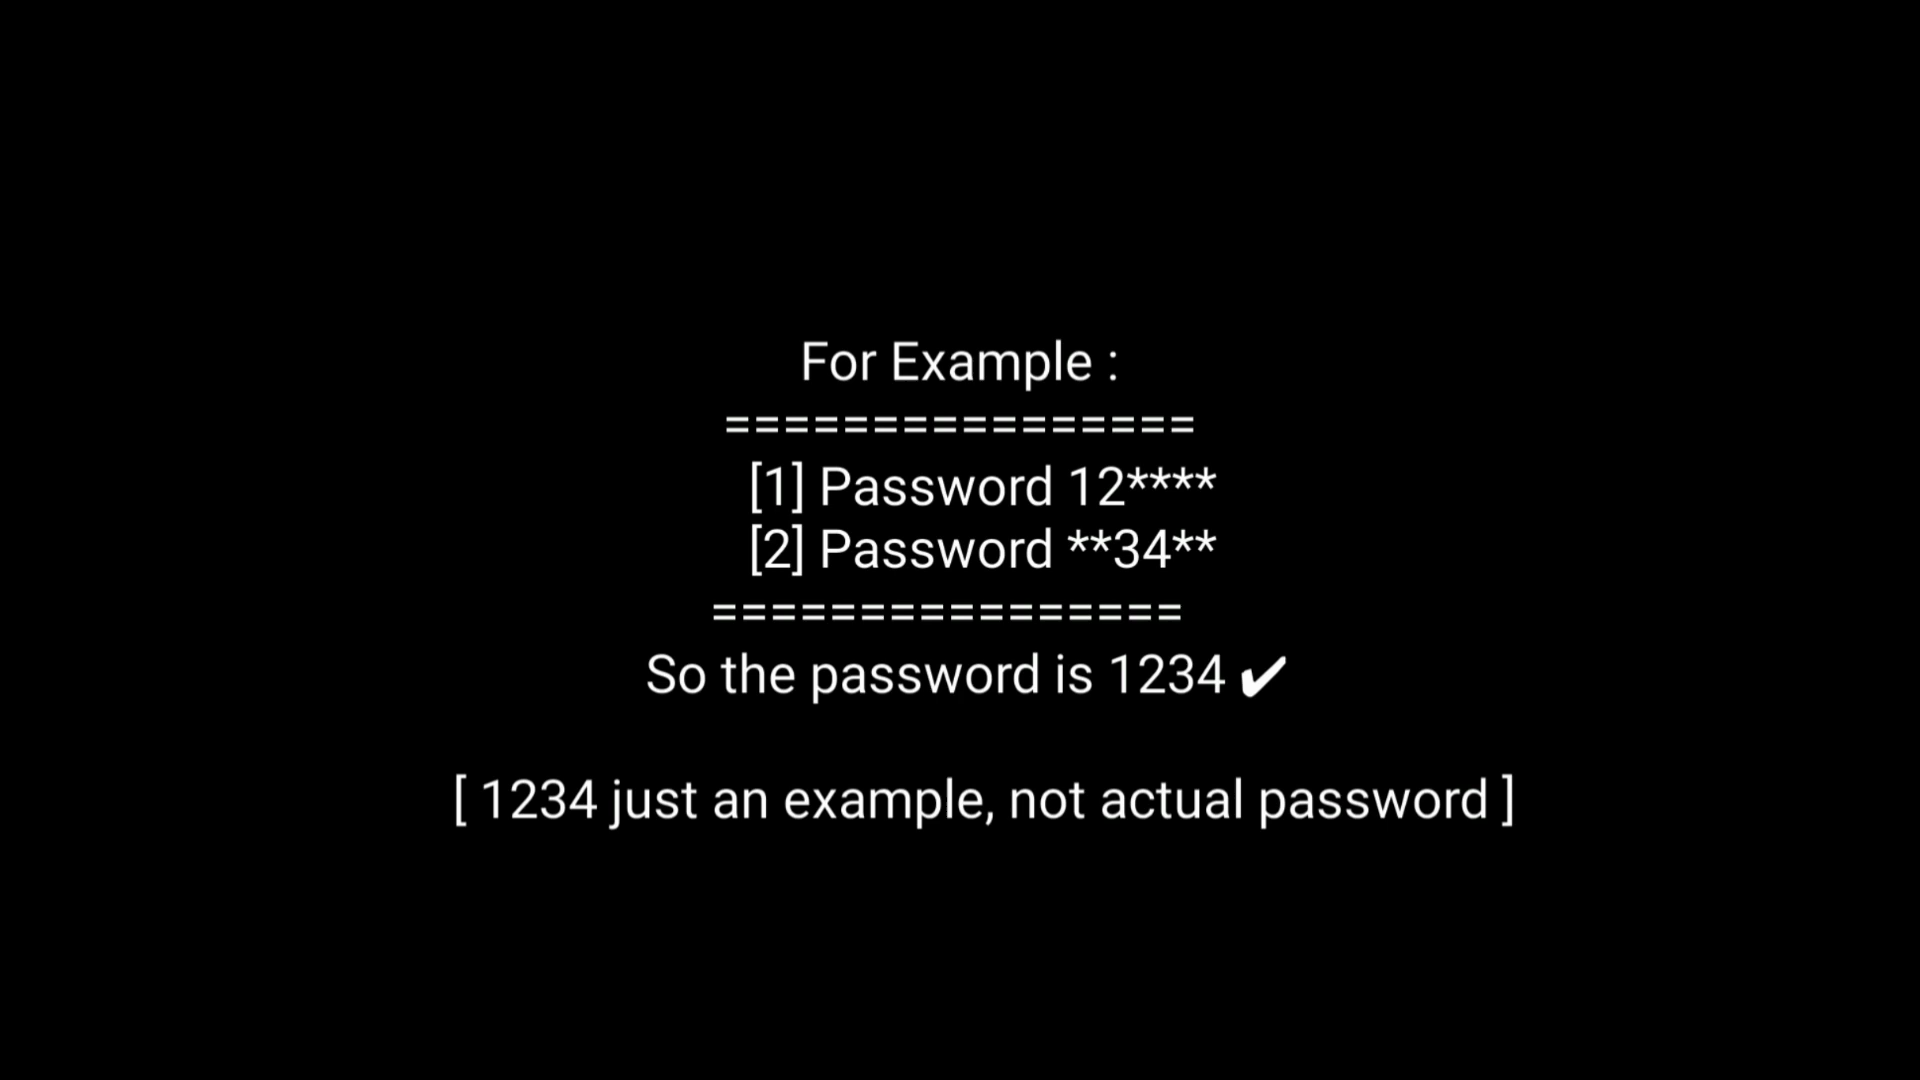 For Example :
================
[1] Password 12****
[2] Password **34**
================
So the password is 1234 ✔
[ 1234 just an example, not actual password ]